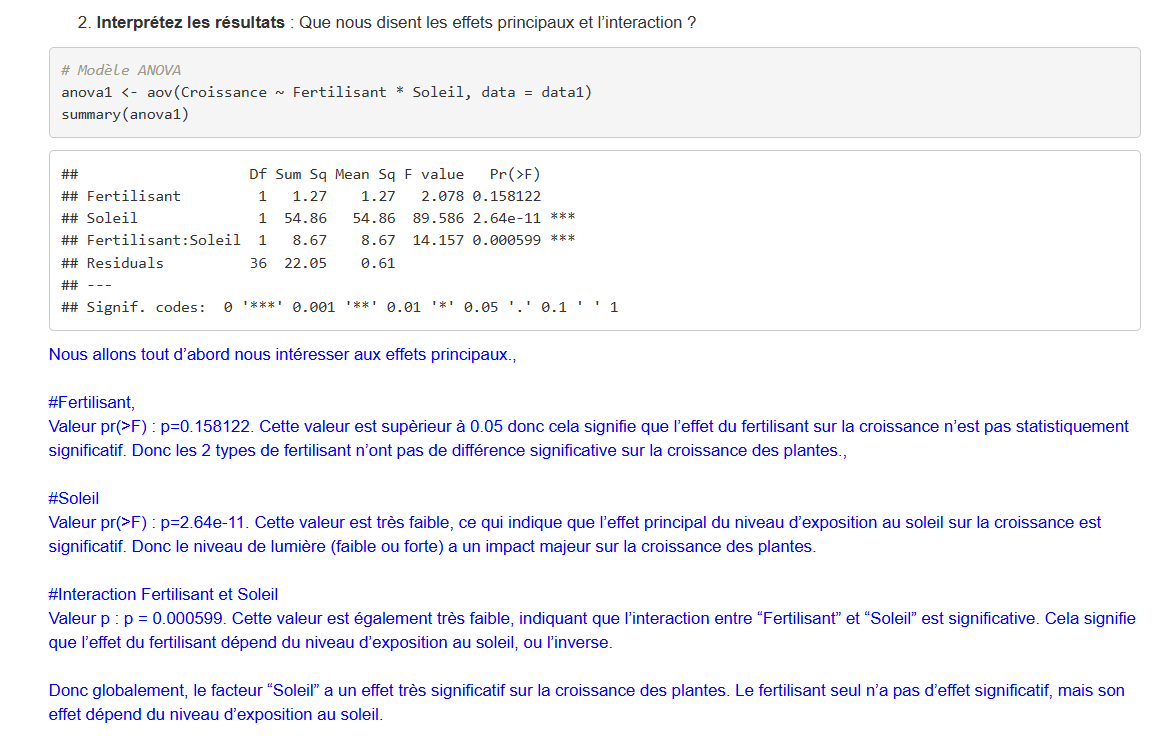 2. Interprétez les résultats : Que nous disent les effets principaux et l’interaction ?
# Modèle ANOVA
anova1 <- aov(Croissance ~ Fertilisant * Soleil, data = data1)
summary(anova1)
##                    Df Sum Sq Mean Sq F value   Pr(>F)
## Fertilisant         1   1.27    1.27   2.078 0.158122
## Soleil              1  54.86   54.86  89.586 2.64e-11 ***
## Fertilisant:Soleil  1   8.67    8.67  14.157 0.000599 ***
## Residuals          36  22.05    0.61
## ---
## Signif. codes:  0 '***' 0.001 '**' 0.01 '*' 0.05 '.' 0.1 ' ' 1
Nous allons tout d’abord nous intéresser aux effets principaux.,
#Fertilisant,
Valeur pr(>F) : p=0.158122. Cette valeur est supèrieur à 0.05 donc cela signifie que l’effet du fertilisant sur la croissance n’est pas statistiquement
significatif. Donc les 2 types de fertilisant n’ont pas de différence significative sur la croissance des plantes.,
#Soleil
Valeur pr(>F) : p=2.64e-11. Cette valeur est très faible, ce qui indique que l’effet principal du niveau d’exposition au soleil sur la croissance est
significatif. Donc le niveau de lumière (faible ou forte) a un impact majeur sur la croissance des plantes.
#Interaction Fertilisant et Soleil
Valeur p : p = 0.000599. Cette valeur est également très faible, indiquant que l’interaction entre “Fertilisant” et “Soleil” est significative. Cela signifie
que l’effet du fertilisant dépend du niveau d’exposition au soleil, ou l’inverse.
Donc globalement, le facteur “Soleil” a un effet très significatif sur la croissance des plantes. Le fertilisant seul n’a pas d’effet significatif, mais son
effet dépend du niveau d’exposition au soleil.